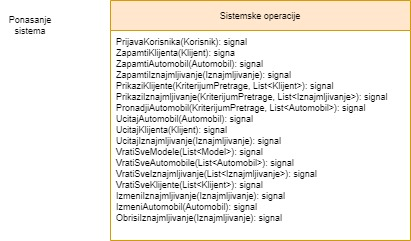 Ponasanje
sistema
Sistemske operacije
PrijavaKorisnika(Korisnik): signal
ZapamtiKlijenta(Klijent): signa
ZapamtiAutomobil(Automobil): signal
ZapamtiIznajmljivanje(Iznajmljivanje): signal
PrikaziKlijente(KriterijumPretrage, List<Klijent>): signal
PrikaziIznajmljivanje(KriterijumPretrage, List<Iznajmljivanje>): signal
PronadjiAutomobil(KriterijumPretrage, List<Automobil>): signal
UcitajAutomobil(Automobil): signal
UcitajKlijenta(Klijent): signal
UcitajIznajmljivanje(Iznajmljivanje): signal
VratiSveModele(List<Model>): signal
VratiSveAutomobile(List<Automobil>): signal
VratiSveIznajmljivanja(List<Iznajmljivanje>): signal
VratiSveKlijente(List<Klijent>): signal
IzmeniIznajmljivanje(Iznajmljivanje): signal
IzmeniAutomobil(Automobil): signal
ObrisiIznajmljivanje(Iznajmljivanje): signal